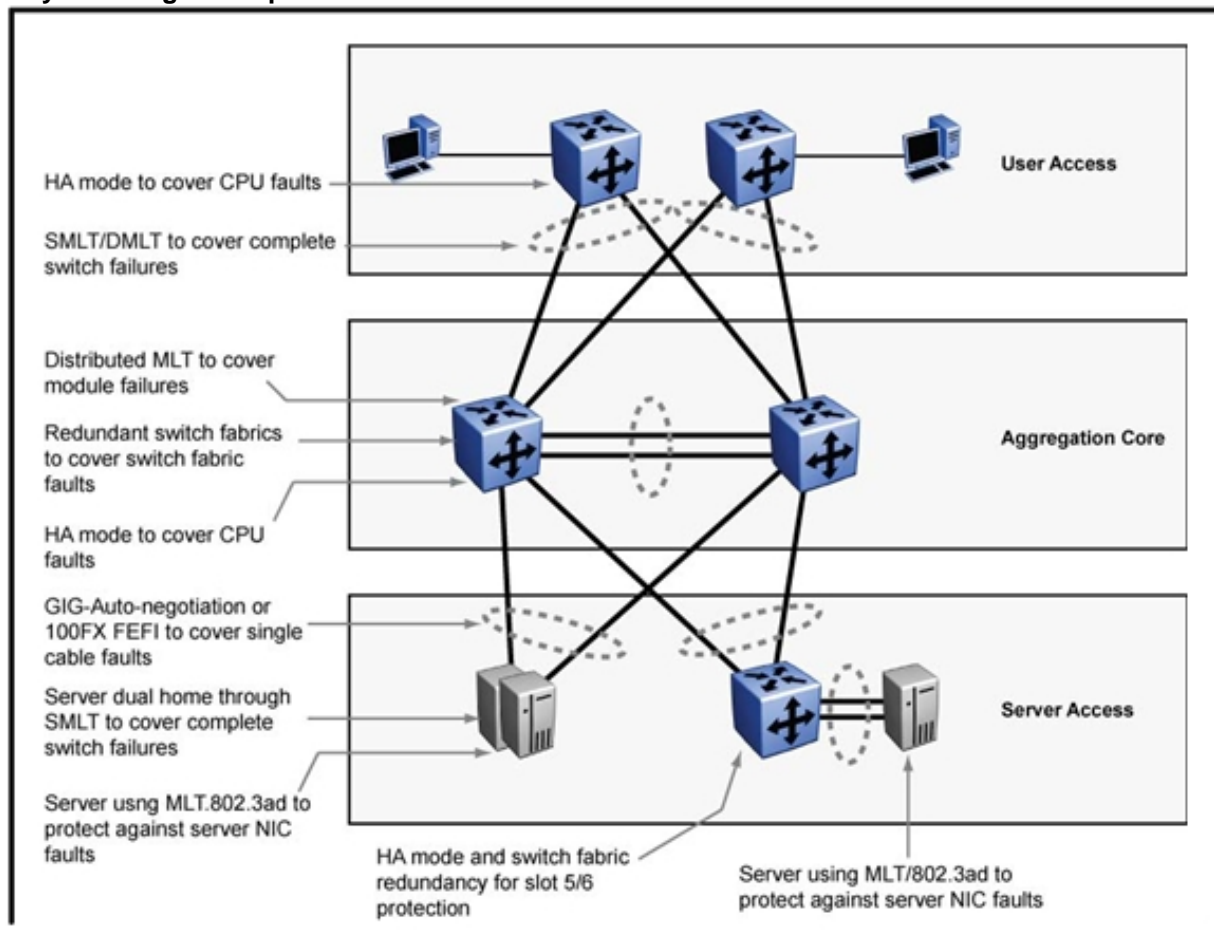 HA mode to cover CPU faults
SMLT/DMLT to cover complete
switch failures
User Access
Distributed MLT to cover
module failures
Redundant switch fabrics
to cover switch fabric
faults
HA mode to cover CPU
faults
Aggregation Core
GIG-Auto-negotiation or
100FX FEFI to cover single
cable faults
Server dual home through
SMLT to cover complete
switch failures
Server usng MLT.802.3ad to
protect against server NIC
faults
Server Access
HA mode and switch fabric
redundancy for slot 5/6
protection
Server using MLT/802.3ad to
protect against server NIC faults